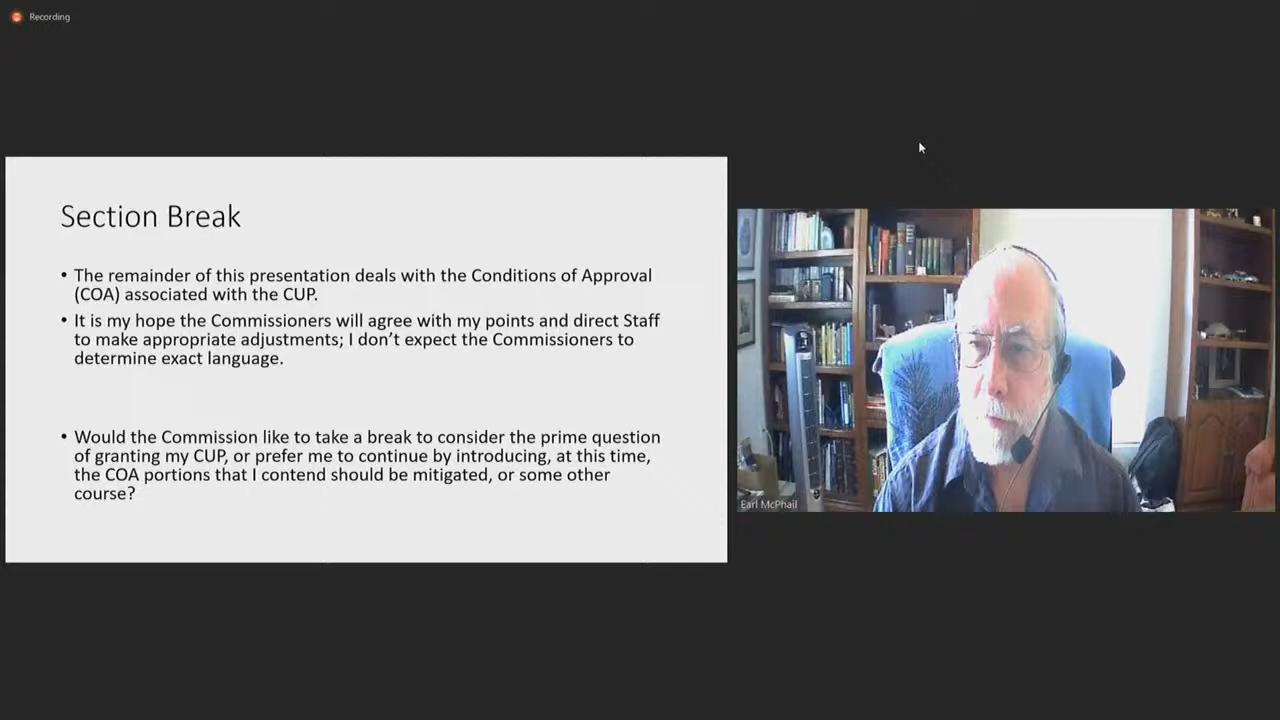 Recording
Section Break
• The remainder of this presentation deals with the Conditions of Approval
(COA) associated with the CUP.
• It is my hope the Commissioners will agree with my points and direct Staff
to make appropriate adjustments; I don't expect the Commissioners to
determine exact language.
• Would the Commission like to take a break to consider the prime question
of granting my CUP, or prefer me to continue by introducing, at this time,
the COA portions that I contend should be mitigated, or some other
course?
Earl McPhail